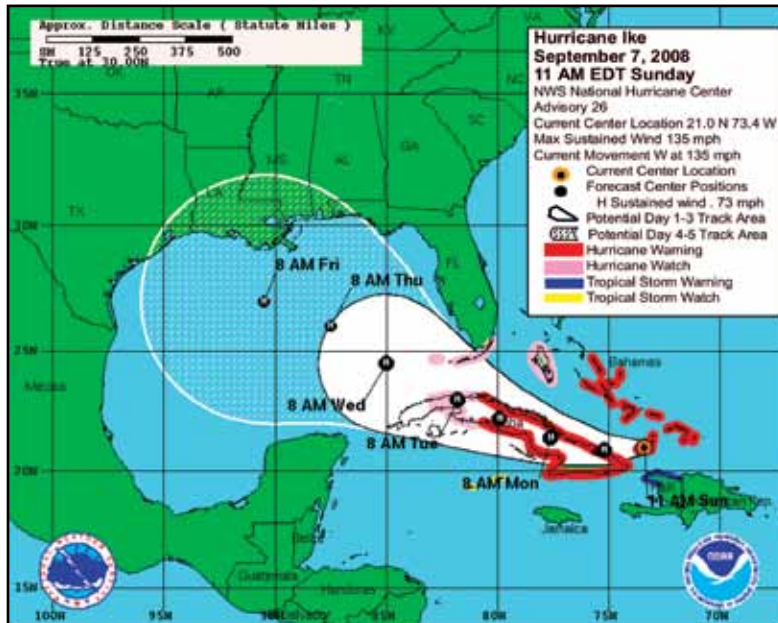 Approx. Distance Scale ( Statute Miles )
SM 125 250 375 500
True at 30.00N
Hurricane Ike
September 7, 2008
11 AM EDT Sunday
NWS National Hurricane Center
Advisory 26
Current Center Location 21.0 N 73.4 W
Max Sustained Wind 135 mph
Current Movement W at 135 mph
Current Center Location
Forecast Center Positions
H Sustained wind . 73 mph
Potential Day 1-3 Track Area
Potential Day 4-5 Track Area
Hurricane Warning
Hurricane Watch
Tropical Storm Warning
Tropical Storm Watch
OK
AR
TN
KY
VA
NC
SC
MS
AL
GA
TX
LA
FL
35N
30N
25N
20N
15N
8 AM Fri
8 AM Thu
8 AM Wed
8 AM Tue
8 AM Mon
11 AM Sun
H
H
H
H
H
H
H
Bahamas
Mexico
Jamaica
Rep.
Belize
Guatemala
Honduras
NOAA
100W 95W 85W 80W 75W 70W